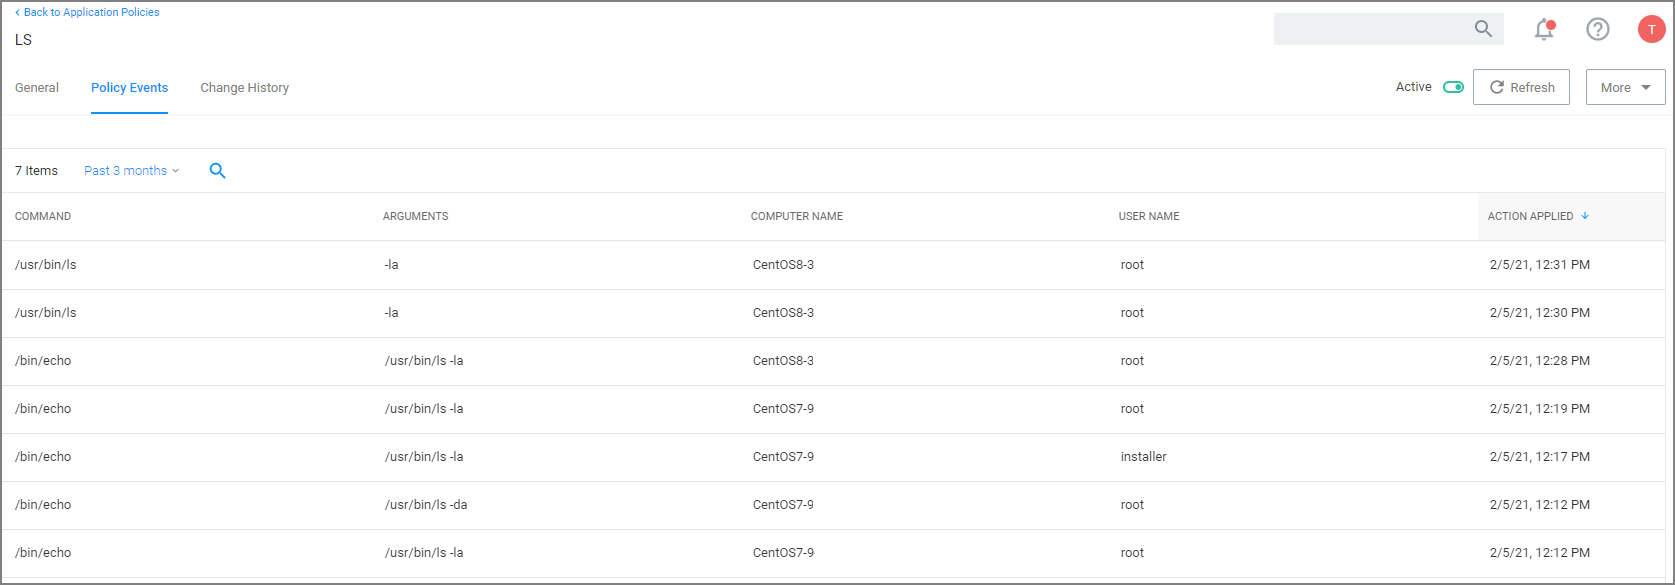 Back to Application Policies
LS
T
General Policy Events Change History Active Refresh More
7 Items Past 3 months
COMMAND ARGUMENTS COMPUTER NAME USER NAME ACTION APPLIED
/usr/bin/ls -la CentOS8-3 root 2/5/21, 12:31 PM
/usr/bin/ls -la CentOS8-3 root 2/5/21, 12:30 PM
/bin/echo /usr/bin/ls -la CentOS8-3 root 2/5/21, 12:28 PM
/bin/echo /usr/bin/ls -la CentOS7-9 root 2/5/21, 12:19 PM
/bin/echo /usr/bin/ls -la CentOS7-9 installer 2/5/21, 12:17 PM
/bin/echo /usr/bin/ls -da CentOS7-9 root 2/5/21, 12:12 PM
/bin/echo /usr/bin/ls -la CentOS7-9 root 2/5/21, 12:12 PM